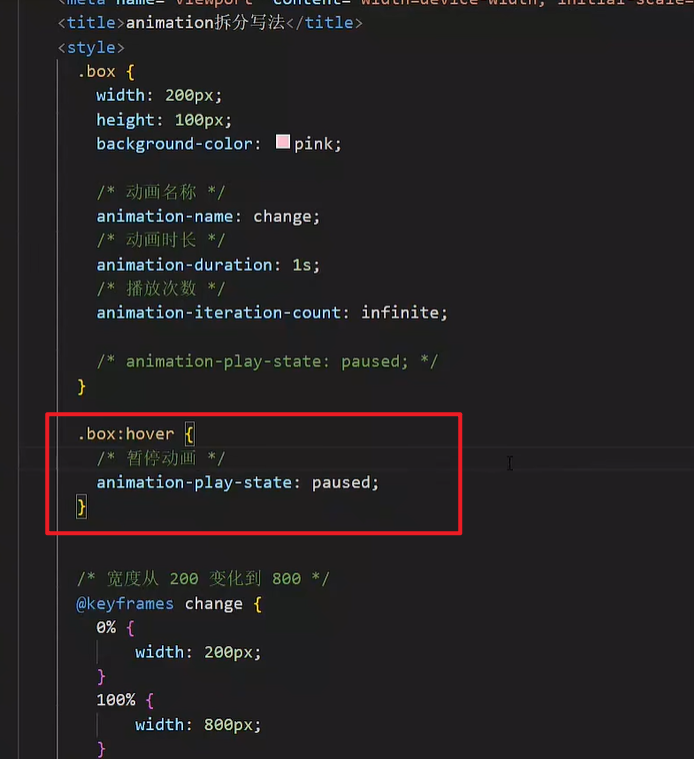 <meta name="viewport" content="width=device-width, initial-scale=
<title>animation拆分写法</title>
<style>
.box {
width: 200px;
height: 100px;
background-color: pink;
/* 动画名称 */
animation-name: change;
/* 动画时长 */
animation-duration: 1s;
/* 播放次数 */
animation-iteration-count: infinite;
/* animation-play-state: paused; */
}
.box:hover {
/* 暂停动画 */
animation-play-state: paused;
}
/* 宽度从 200 变化到 800 */
@keyframes change {
0% {
width: 200px;
}
100% {
width: 800px;
}